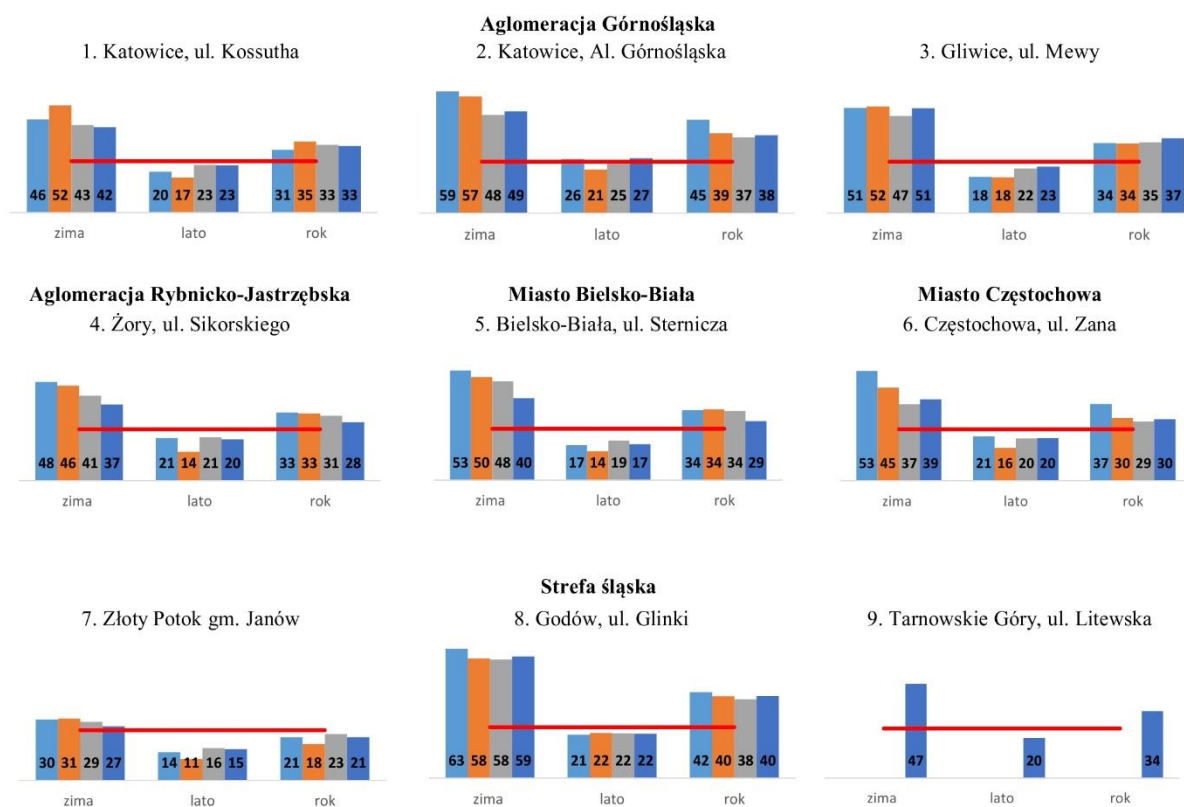 Aglomeracja Górnośląska
1. Katowice, ul. Kossutha
2. Katowice, Al. Górnośląska
3. Gliwice, ul. Mewy
46 52 43 42 20 17 23 23 31 35 33 33
zima lato rok
59 57 48 49 26 21 25 27 45 39 37 38
zima lato rok
51 52 47 51 18 18 22 23 34 34 35 37
zima lato rok
Aglomeracja Rybnicko-Jastrzębska
4. Żory, ul. Sikorskiego
48 46 41 37 21 14 21 20 33 33 31 28
zima lato rok
Miasto Bielsko-Biała
5. Bielsko-Biała, ul. Sternicza
53 50 48 40 17 14 19 17 34 34 34 29
zima lato rok
Miasto Częstochowa
6. Częstochowa, ul. Zana
53 45 37 39 21 16 20 20 37 30 29 30
zima lato rok
Strefa śląska
7. Złoty Potok gm. Janów
30 31 29 27 14 11 16 15 21 18 23 21
zima lato rok
8. Godów, ul. Glinki
63 58 58 59 21 22 22 22 42 40 38 40
zima lato rok
9. Tarnowskie Góry, ul. Litewska
47 20 34
zima lato rok